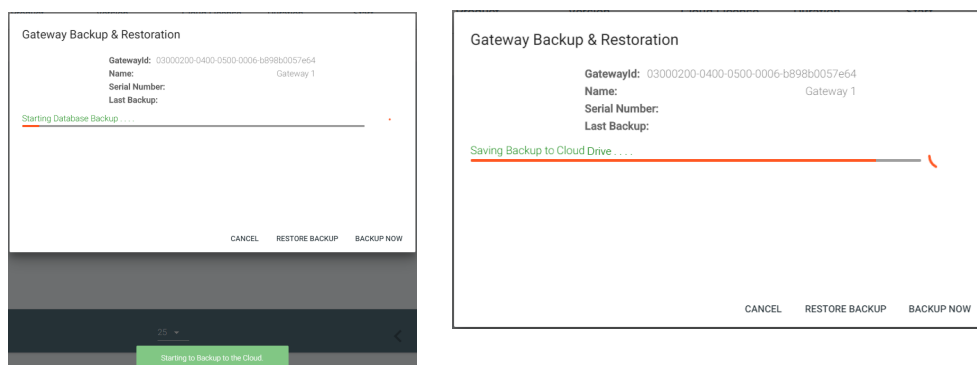 Gateway Backup & Restoration
GatewayId: 03000200-0400-0500-0006-b898b0057e64
Name: Gateway 1
Serial Number:
Last Backup:
Starting Database Backup . . . .
CANCEL RESTORE BACKUP BACKUP NOW
25
Starting to Backup to the Cloud.
Gateway Backup & Restoration
GatewayId: 03000200-0400-0500-0006-b898b0057e64
Name: Gateway 1
Serial Number:
Last Backup:
Saving Backup to Cloud Drive . . . .
CANCEL RESTORE BACKUP BACKUP NOW